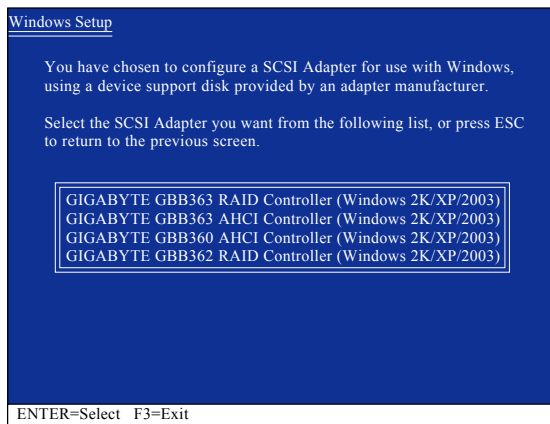 Windows Setup
You have chosen to configure a SCSI Adapter for use with Windows,
using a device support disk provided by an adapter manufacturer.
Select the SCSI Adapter you want from the following list, or press ESC
to return to the previous screen.
GIGABYTE GBB363 RAID Controller (Windows 2K/XP/2003)
GIGABYTE GBB363 AHCI Controller (Windows 2K/XP/2003)
GIGABYTE GBB360 AHCI Controller (Windows 2K/XP/2003)
GIGABYTE GBB362 RAID Controller (Windows 2K/XP/2003)
ENTER=Select F3=Exit